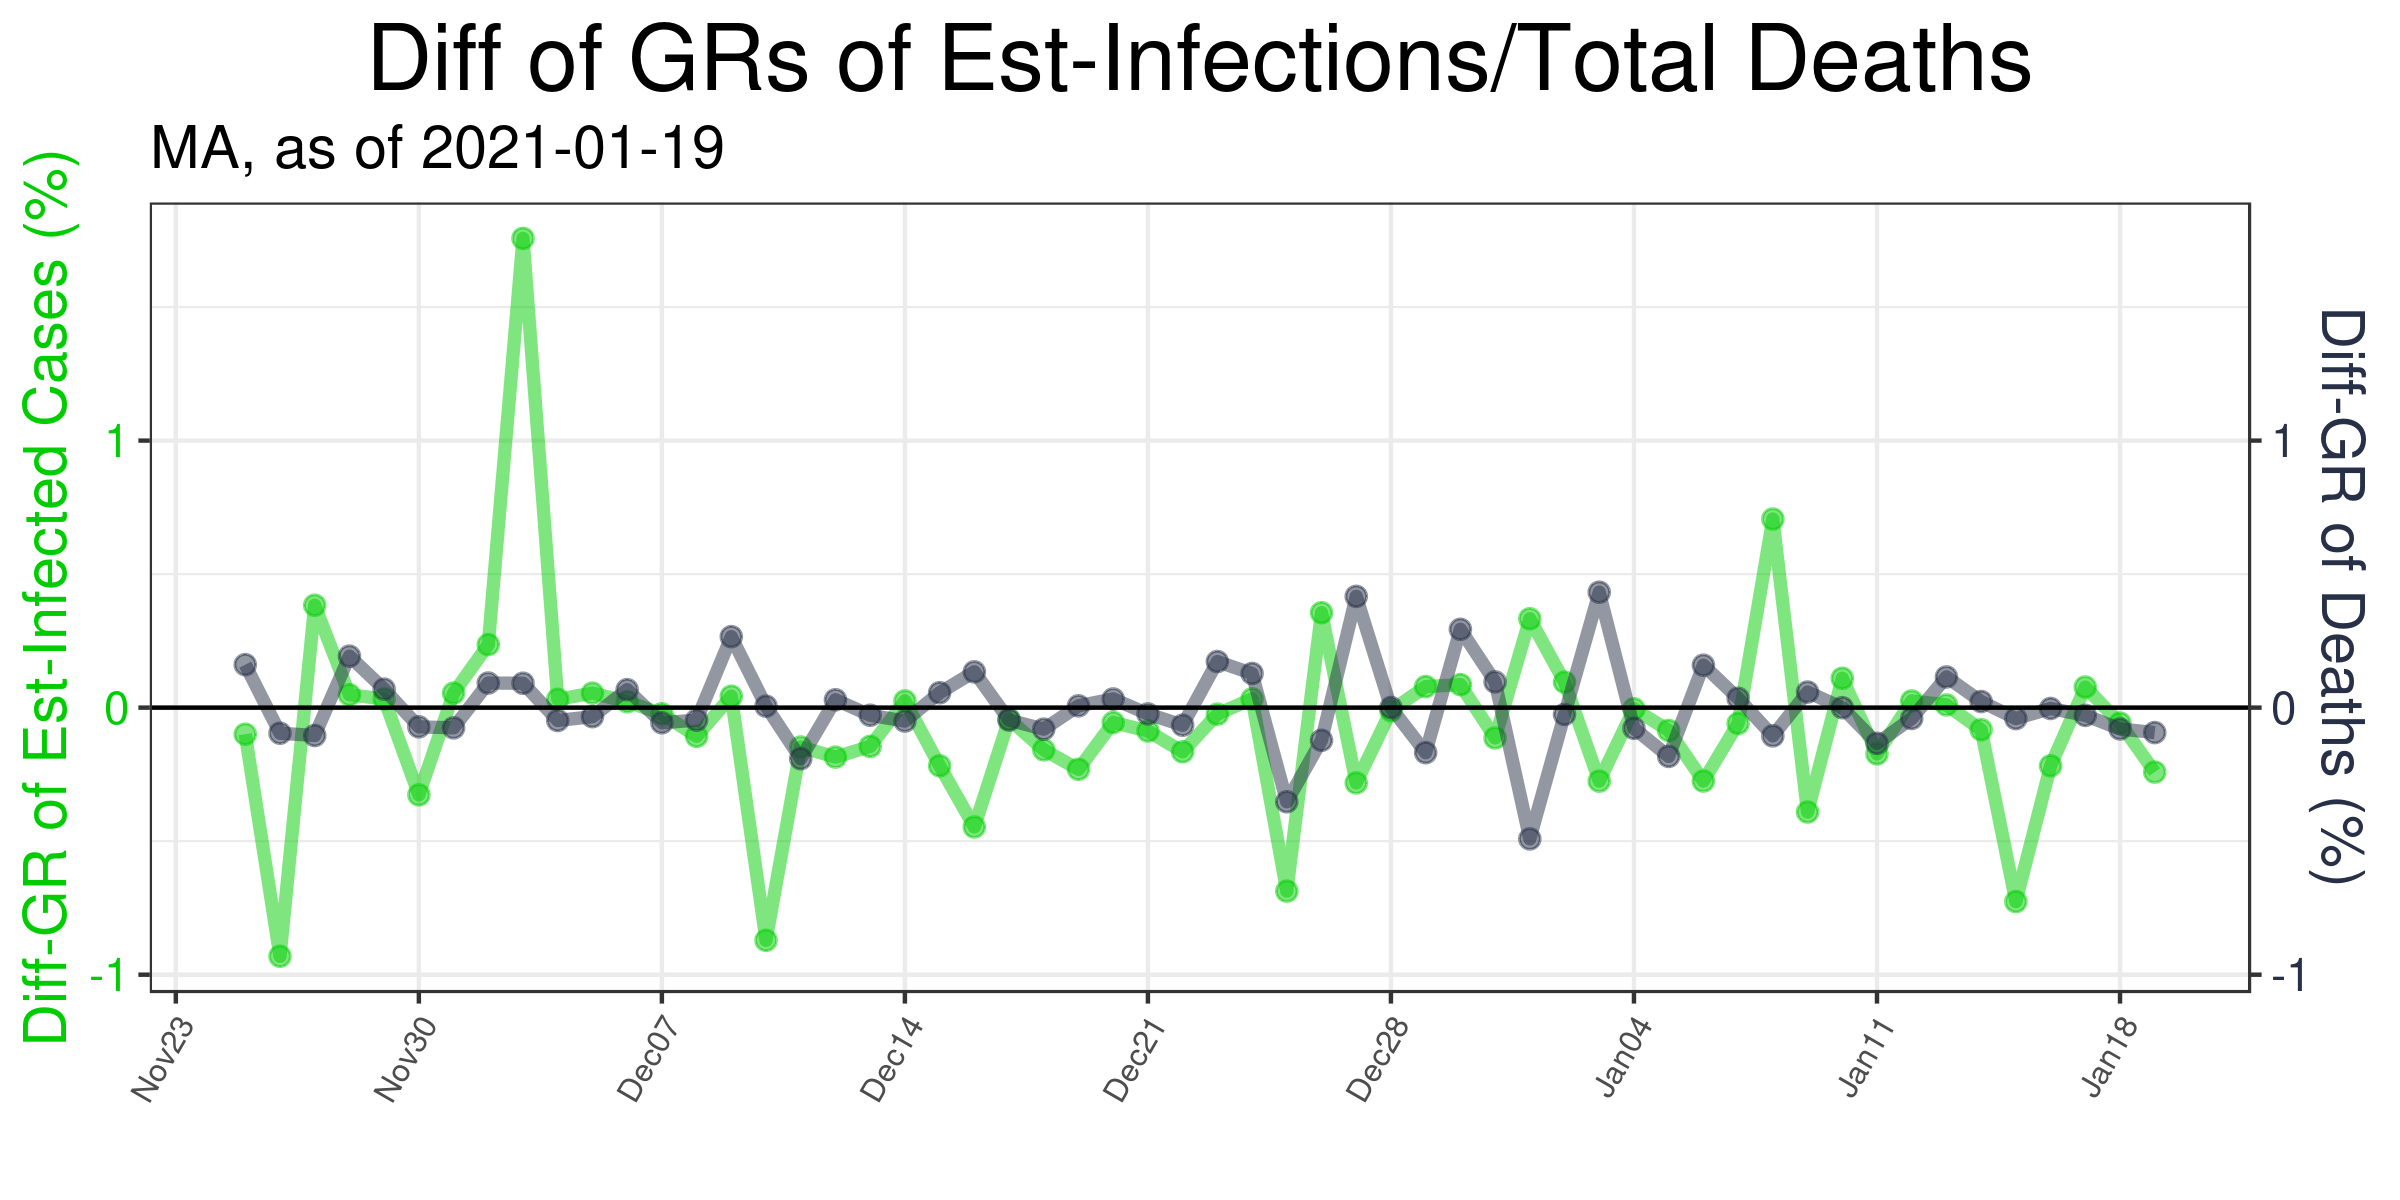 Diff of GRs of Est-Infections/Total Deaths
MA, as of 2021-01-19
Diff-GR of Est-Infected Cases (%)
1
0
-1
1
0
-1
Diff-GR of Deaths (%)
Nov23
Nov30
Dec07
Dec14
Dec21
Dec28
Jan04
Jan11
Jan18